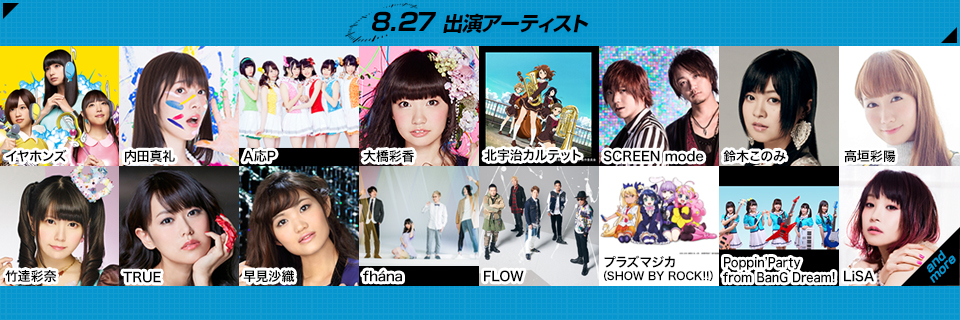 8.27 出演アーティスト
イヤホンズ
内田真礼
A応P
大橋彩香
北宇治カルテット
SCREEN mode
鈴木このみ
高垣彩陽
竹達彩奈
TRUE
早見沙織
fhána
FLOW
プラズマジカ
(SHOW BY ROCK!!)
Poppin'Party
from BanG Dream!
LiSA
and
more